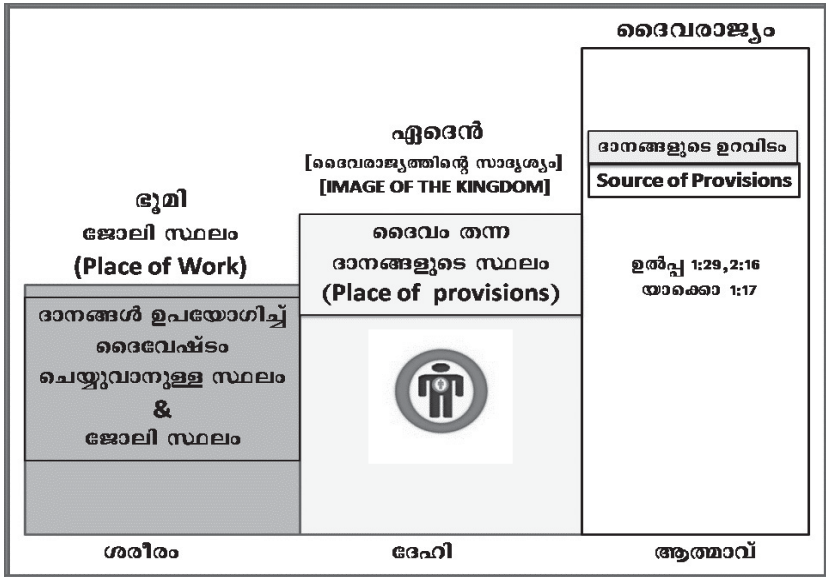 ദൈവരാജ്യം
ദാനങ്ങളുടെ ഉറവിടം
Source of Provisions
ഉൽപ്പ 1:29,2:16
യാക്കൊ 1:17
ഏദെൻ
[ദൈവരാജ്യത്തിന്റെ സാദൃശ്യം]
[IMAGE OF THE KINGDOM]
ദൈവം തന്ന
ദാനങ്ങളുടെ സ്ഥലം
(Place of provisions)
ഭൂമി
ജോലി സ്ഥലം
(Place of Work)
ദാനങ്ങൾ ഉപയോഗിച്ച്
ദൈവേഷ്ടം
ചെയ്യുവാനുള്ള സ്ഥലം
&
ജോലി സ്ഥലം
ശരീരം
ദേഹി
ആത്മാവ്